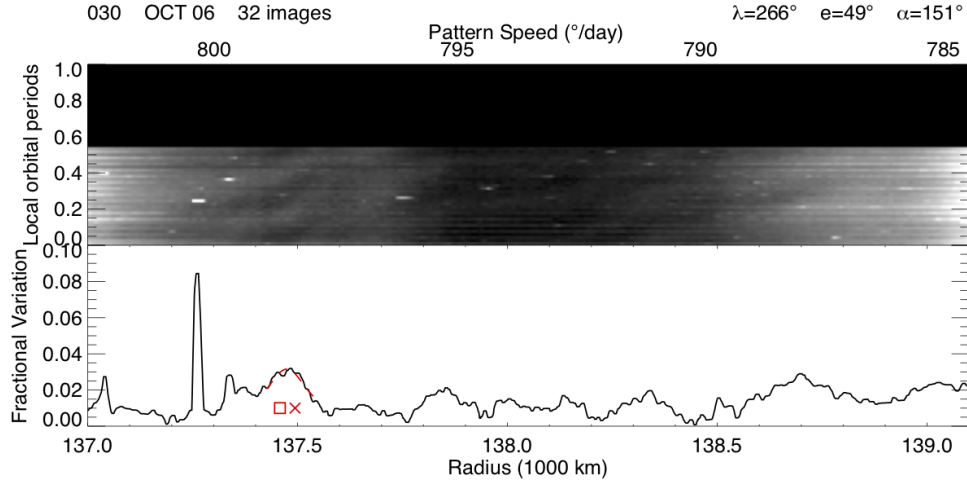 030 OCT 06 32 images λ=266° e=49° α=151°
Pattern Speed (°/day)
800 795 790 785
Local orbital periods
1.0
0.8
0.6
0.4
0.2
0.0
Fractional Variation
0.10
0.08
0.06
0.04
0.02
0.00
137.0 137.5 138.0 138.5 139.0
Radius (1000 km)